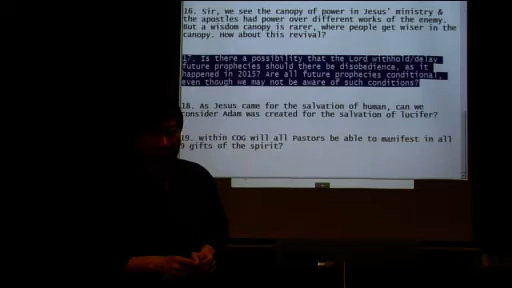 16. Sir, we see the canopy of power in Jesus' ministry &
the apostles had power over different works of the enemy.
But a wisdom canopy is rarer, where people get wiser in the
canopy. How about this revival?
17. Is there a possibility that the Lord withhold/delay
future prophecies should there be disobedience, as it
happened in 2015? Are all future prophecies conditional,
even though we may not be aware of such conditions?
18. As Jesus came for the salvation of human, can we
consider Adam was created for the salvation of lucifer?
19. within CDG will all Pastors be able to manifest in all
9 gifts of the spirit?